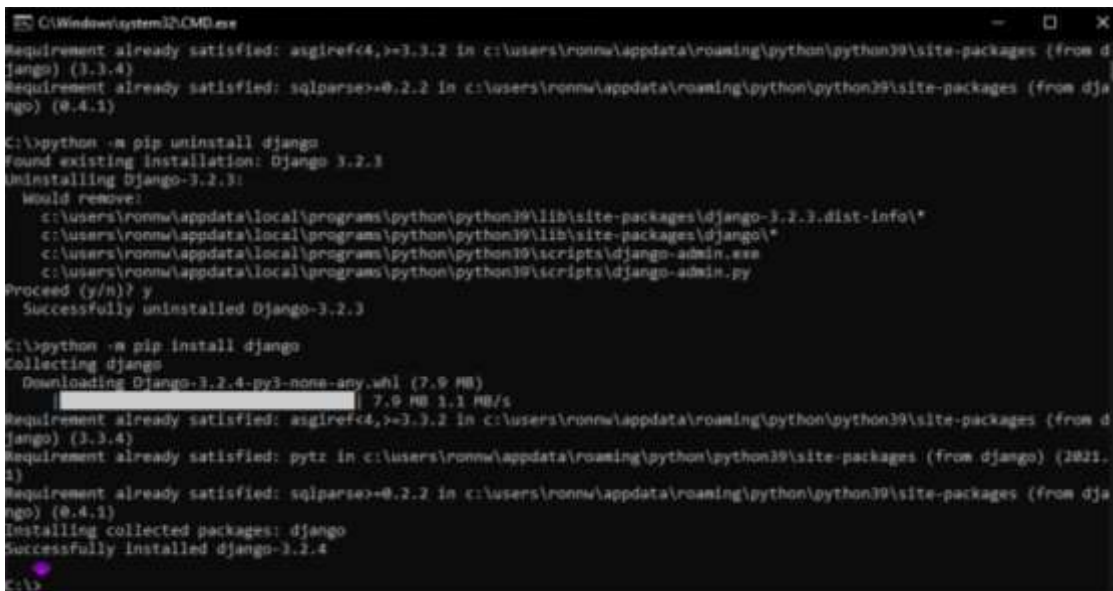 C:\Windows\system32\CMD.exe
Requirement already satisfied: asgiref<4,>=3.3.2 in c:\users\ronnw\appdata\roaming\python\python39\site-packages (from d
jango) (3.3.4)
Requirement already satisfied: sqlparse>=0.2.2 in c:\users\ronnw\appdata\roaming\python\python39\site-packages (from dja
ngo) (0.4.1)
C:\>python -m pip uninstall django
Found existing installation: Django 3.2.3
Uninstalling Django-3.2.3:
Would remove:
c:\users\ronnw\appdata\local\programs\python\python39\lib\site-packages\django-3.2.3.dist-info\*
c:\users\ronnw\appdata\local\programs\python\python39\lib\site-packages\django\*
c:\users\ronnw\appdata\local\programs\python\python39\scripts\django-admin.exe
c:\users\ronnw\appdata\local\programs\python\python39\scripts\django-admin.py
Proceed (y/n)? y
Successfully uninstalled Django-3.2.3
C:\>python -m pip install django
Collecting django
Downloading Django-3.2.4-py3-none-any.whl (7.9 MB)
| | 7.9 MB 1.1 MB/s
Requirement already satisfied: asgiref<4,>=3.3.2 in c:\users\ronnw\appdata\roaming\python\python39\site-packages (from d
jango) (3.3.4)
Requirement already satisfied: pytz in c:\users\ronnw\appdata\roaming\python\python39\site-packages (from django) (2021.
1)
Requirement already satisfied: sqlparse>=0.2.2 in c:\users\ronnw\appdata\roaming\python\python39\site-packages (from dja
ngo) (0.4.1)
Installing collected packages: django
Successfully installed django-3.2.4
C:\>